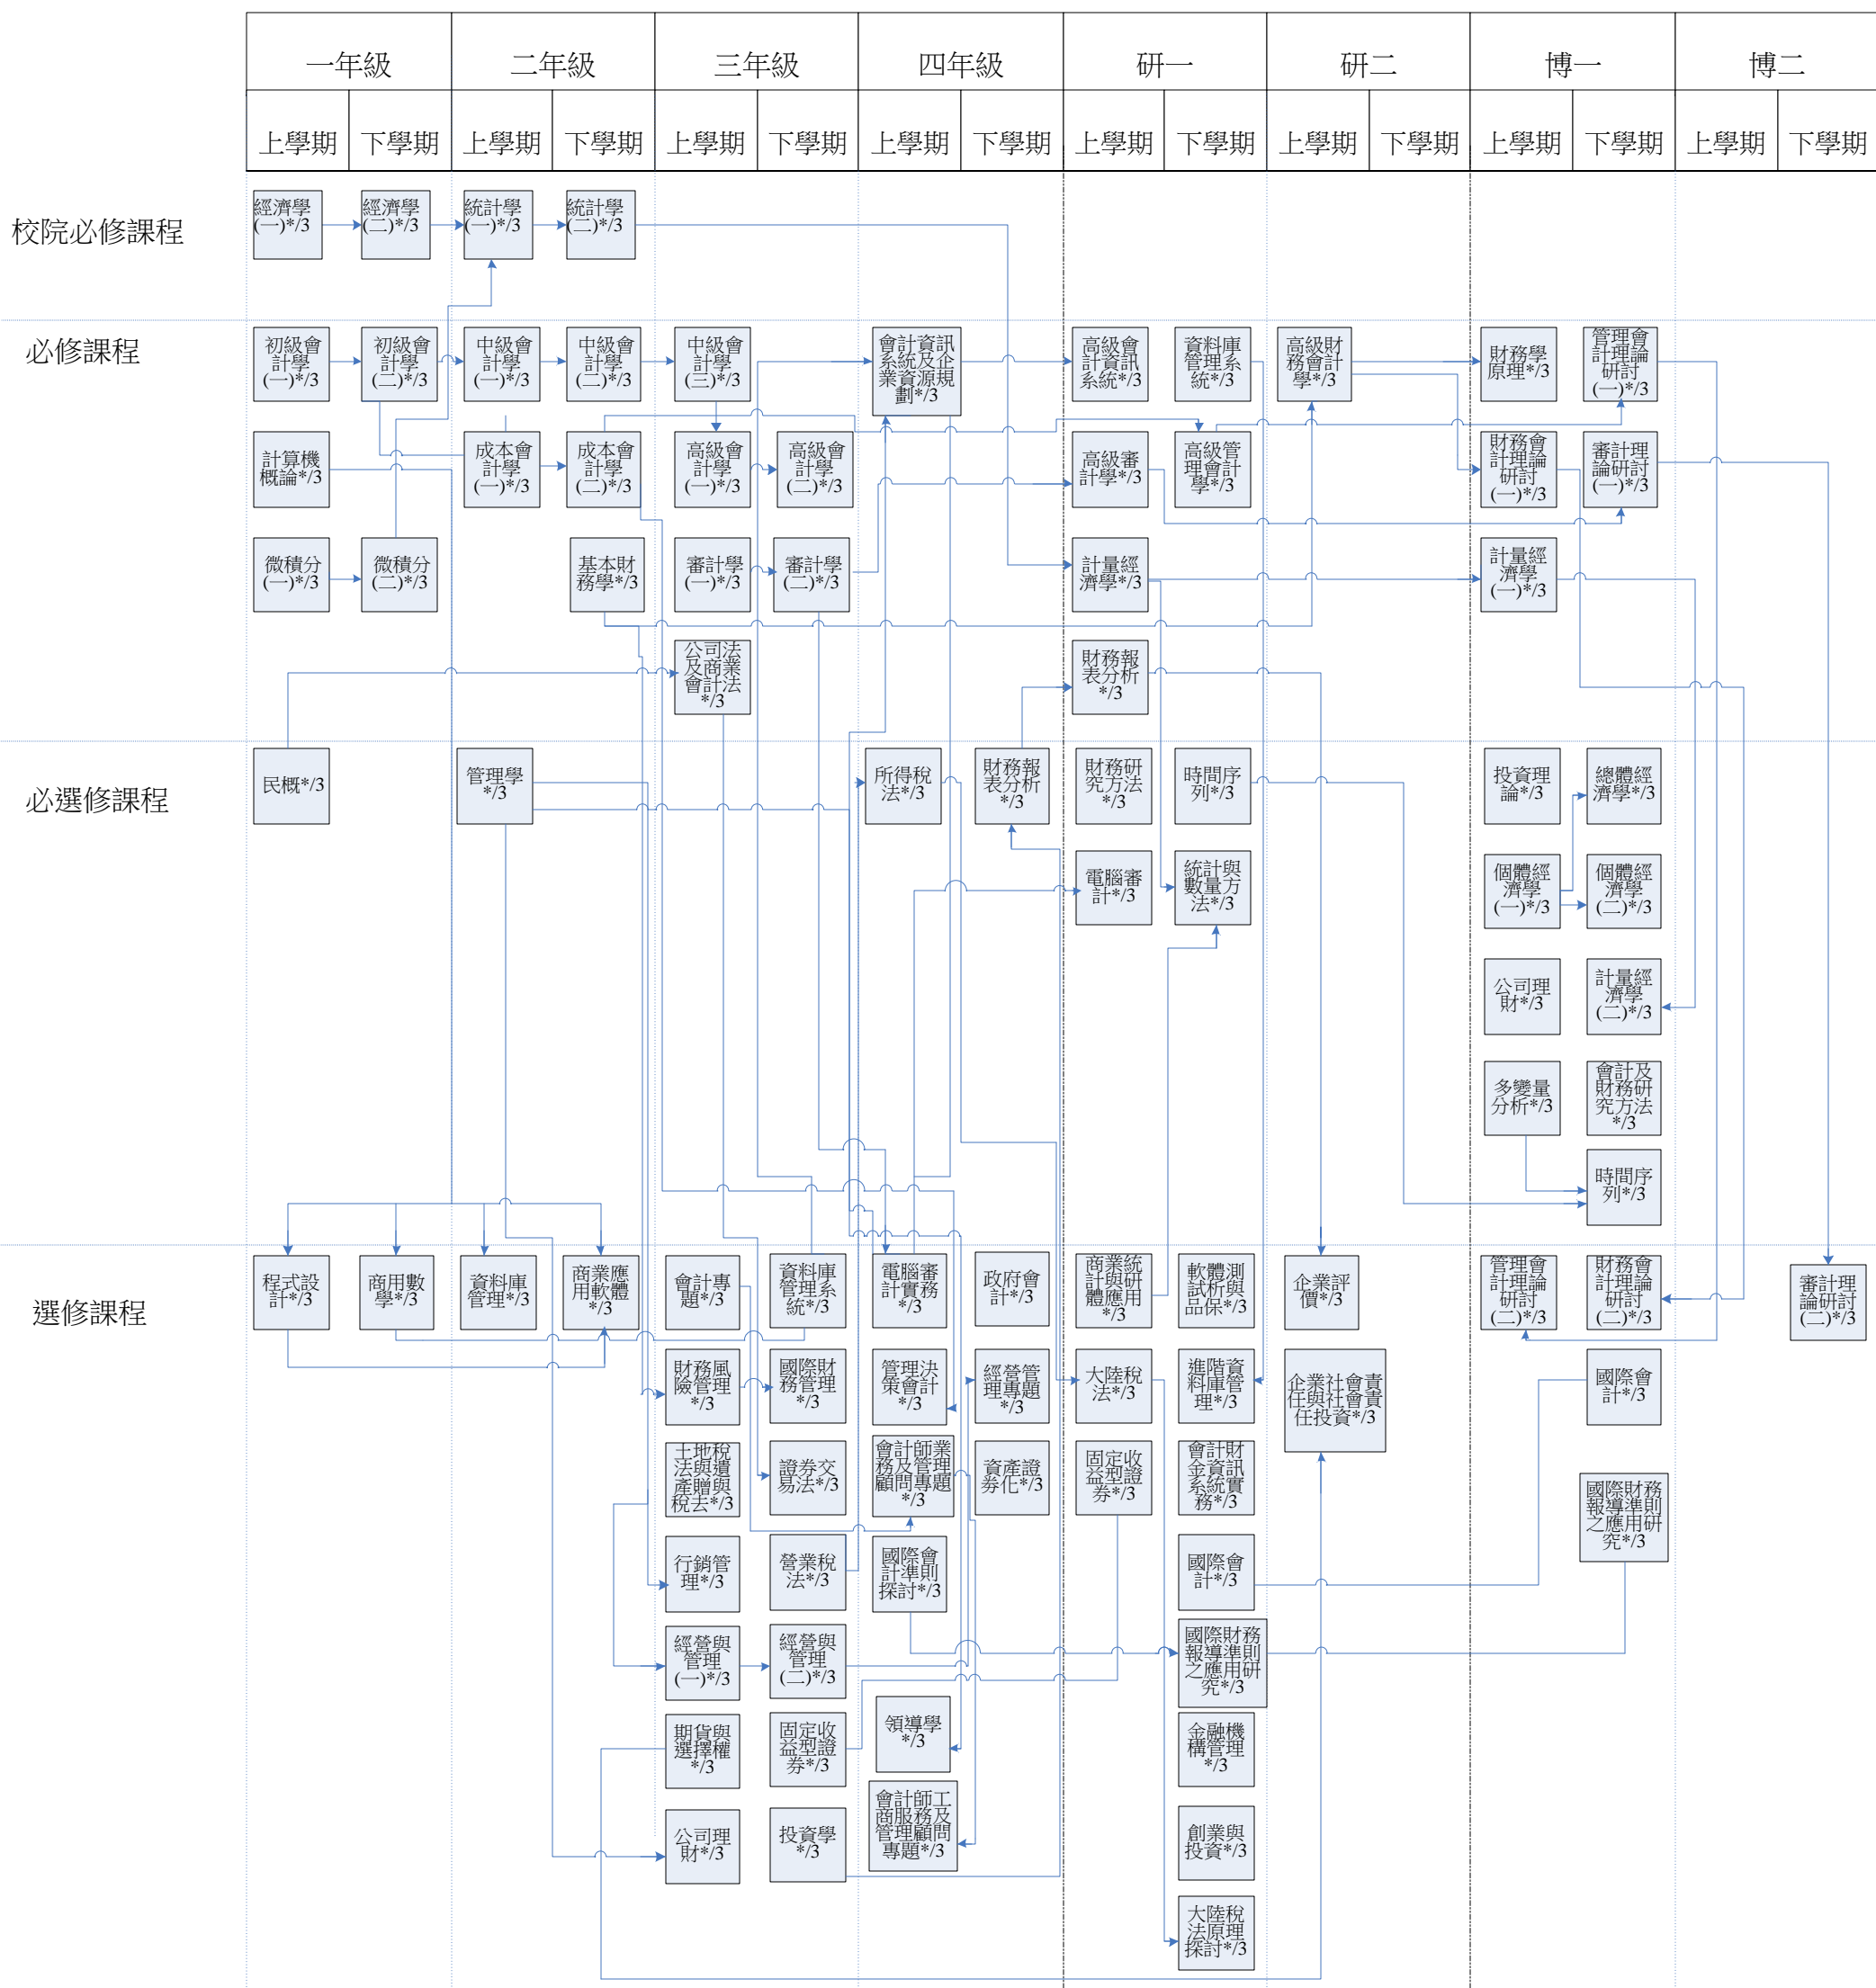 一年級
二年級
三年級
四年級
研一
研二
博一
博二
上學期
下學期
上學期
下學期
上學期
下學期
上學期
下學期
上學期
下學期
上學期
下學期
上學期
下學期
上學期
下學期
校院必修課程
經濟學
(一)*/3
經濟學
(二)*/3
統計學
(一)*/3
統計學
(二)*/3
必修課程
初級會
計學
(一)*/3
初級會
計學
(二)*/3
中級會
計學
(一)*/3
中級會
計學
(二)*/3
中級會
計學
(三)*/3
會計資訊
系統及企
業資源規
劃*/3
高級會
計資訊
系統*/3
資料庫
管理系
統*/3
高級財
務會計
學*/3
財務學
原理*/3
管理會
計理論
研討
(一)*/3
計算機
概論*/3
成本會
計學
(一)*/3
成本會
計學
(二)*/3
高級會
計學
(一)*/3
高級會
計學
(二)*/3
高級審
計學*/3
高級管
理會計
學*/3
財務會
計理論
研討
(一)*/3
審計理
論研討
(一)*/3
微積分
(一)*/3
微積分
(二)*/3
基本財
務學*/3
審計學
(一)*/3
審計學
(二)*/3
計量經
濟學*/3
計量經
濟學
(一)*/3
公司法
及商業
會計法
*/3
財務報
表分析
*/3
必選修課程
民概*/3
管理學
*/3
所得稅
法*/3
財務報
表分析
*/3
財務研
究方法
*/3
時間序
列*/3
投資理
論*/3
總體經
濟學*/3
電腦審
計*/3
統計與
數量方
法*/3
個體經
濟學
(一)*/3
個體經
濟學
(二)*/3
公司理
財*/3
計量經
濟學
(二)*/3
多變量
分析*/3
會計及
財務研
究方法
*/3
時間序
列*/3
選修課程
程式設
計*/3
商用數
學*/3
資料庫
管理*/3
商業應
用軟體
*/3
會計專
題*/3
資料庫
管理系
統*/3
電腦審
計實務
*/3
政府會
計*/3
商業統
計與研
體應用
*/3
軟體測
試析與
品保*/3
企業評
價*/3
管理會
計理論
研討
(二)*/3
財務會
計理論
研討
(二)*/3
審計理
論研討
(二)*/3
財務風
險管理
*/3
國際財
務管理
*/3
管理決
策會計
*/3
經營管
理專題
*/3
大陸稅
法*/3
進階資
料庫管
理*/3
企業社會責
任與社會責
任投資*/3
國際會
計*/3
土地稅
法與遺
產贈與
稅去*/3
證券交
易法*/3
會計師業
務及管理
顧問專題
*/3
資產證
券化*/3
固定收
益型證
券*/3
會計財
金資訊
系統實
務*/3
國際財務
報導準則
之應用研
究*/3
行銷管
理*/3
營業稅
法*/3
國際會
計準則
探討*/3
國際會
計*/3
經營與
管理
(一)*/3
經營與
管理
(二)*/3
國際財務
報導準則
之應用研
究*/3
期貨與
選擇權
*/3
固定收
益型證
券*/3
領導學
*/3
金融機
構管理
*/3
公司理
財*/3
投資學
*/3
會計師工
商服務及
管理顧問
專題*/3
創業與
投資*/3
大陸稅
法原理
探討*/3